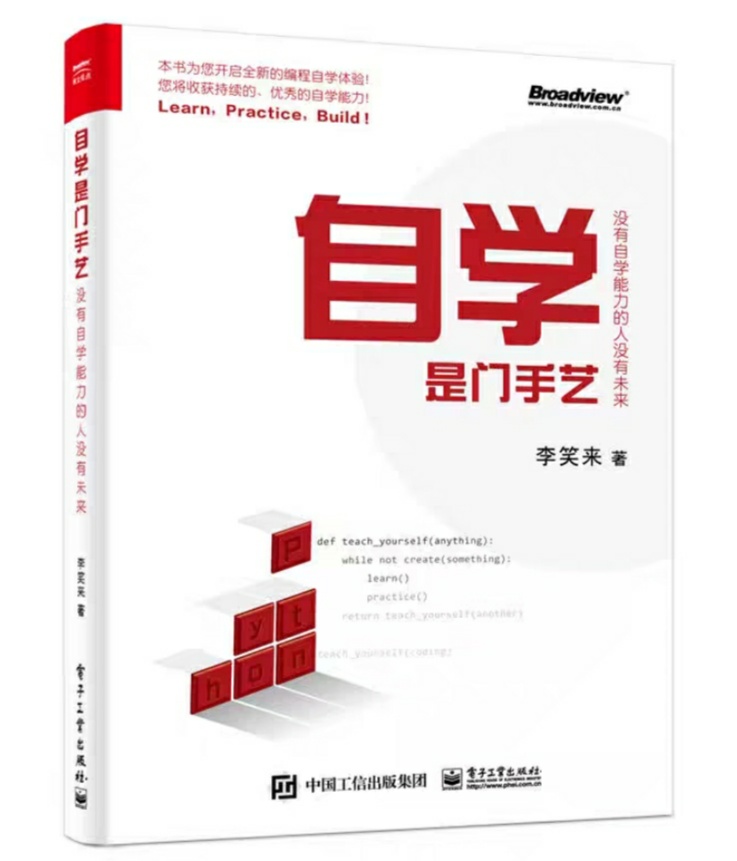 本书为您开启全新的编程自学体验!
您将收获持续的、优秀的自学能力!
Learn, Practice, Build!
Broadview®
www.broadview.com.cn
自学
是门手艺
没有自学能力的人没有未来
李笑来 著
def teach_yourself(anything):
while not create(something):
learn()
practice()
return teach_yourself(another)
teach_yourself(coding)
P
yt
hon
中国工信出版集团
电子工业出版社
http://www.phei.com.cn
Broadview®
自学是门手艺
没有自学能力的人没有未来
李笑来 著
电子工业出版社